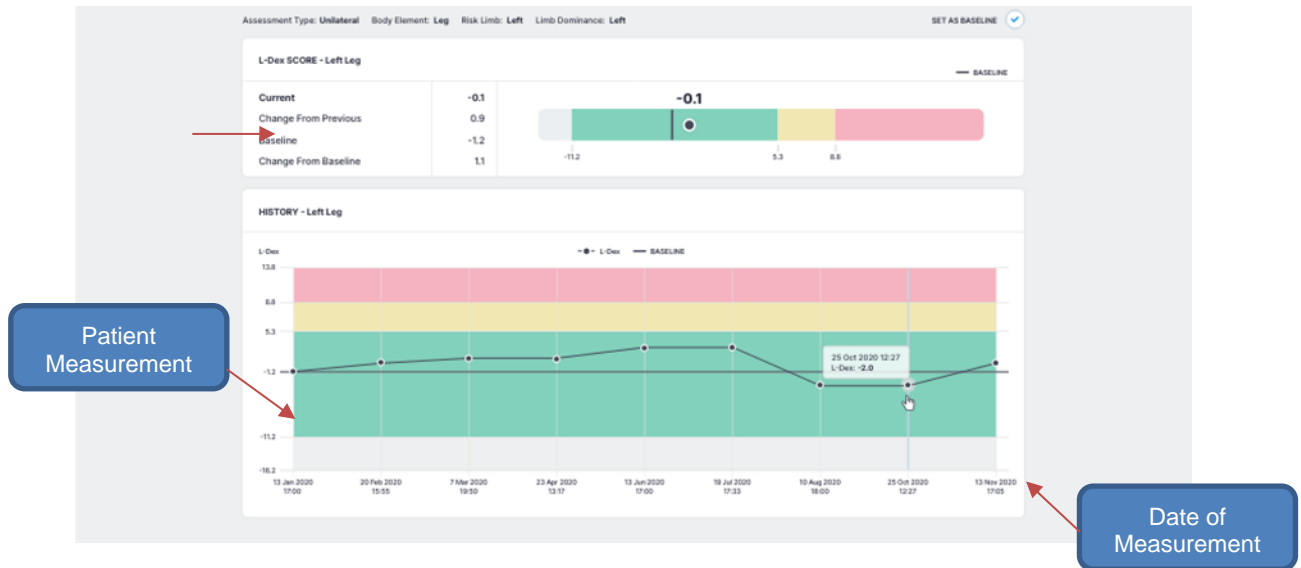 Assessment Type: Unilateral Body Element: Leg Risk Limb: Left Limb Dominance: Left SET AS BASELINE
L-Dex SCORE - Left Leg
BASELINE
Current -0.1
Change From Previous 0.9
Baseline -1.2
Change From Baseline 1.1
-0.1
-11.2 5.3 8.8
HISTORY - Left Leg
L-Dex
L-Dex BASELINE
13.8
8.8
5.3
-1.2
-11.2
-16.2
25 Oct 2020 12:27
L-Dex: -2.0
13 Jan 2020 20 Feb 2020 7 Mar 2020 23 Apr 2020 13 Jun 2020 19 Jul 2020 10 Aug 2020 25 Oct 2020 13 Nov 2020
17:00 15:55 19:50 13:17 17:00 17:33 18:00 12:27 17:05
Patient
Measurement
Date of
Measurement